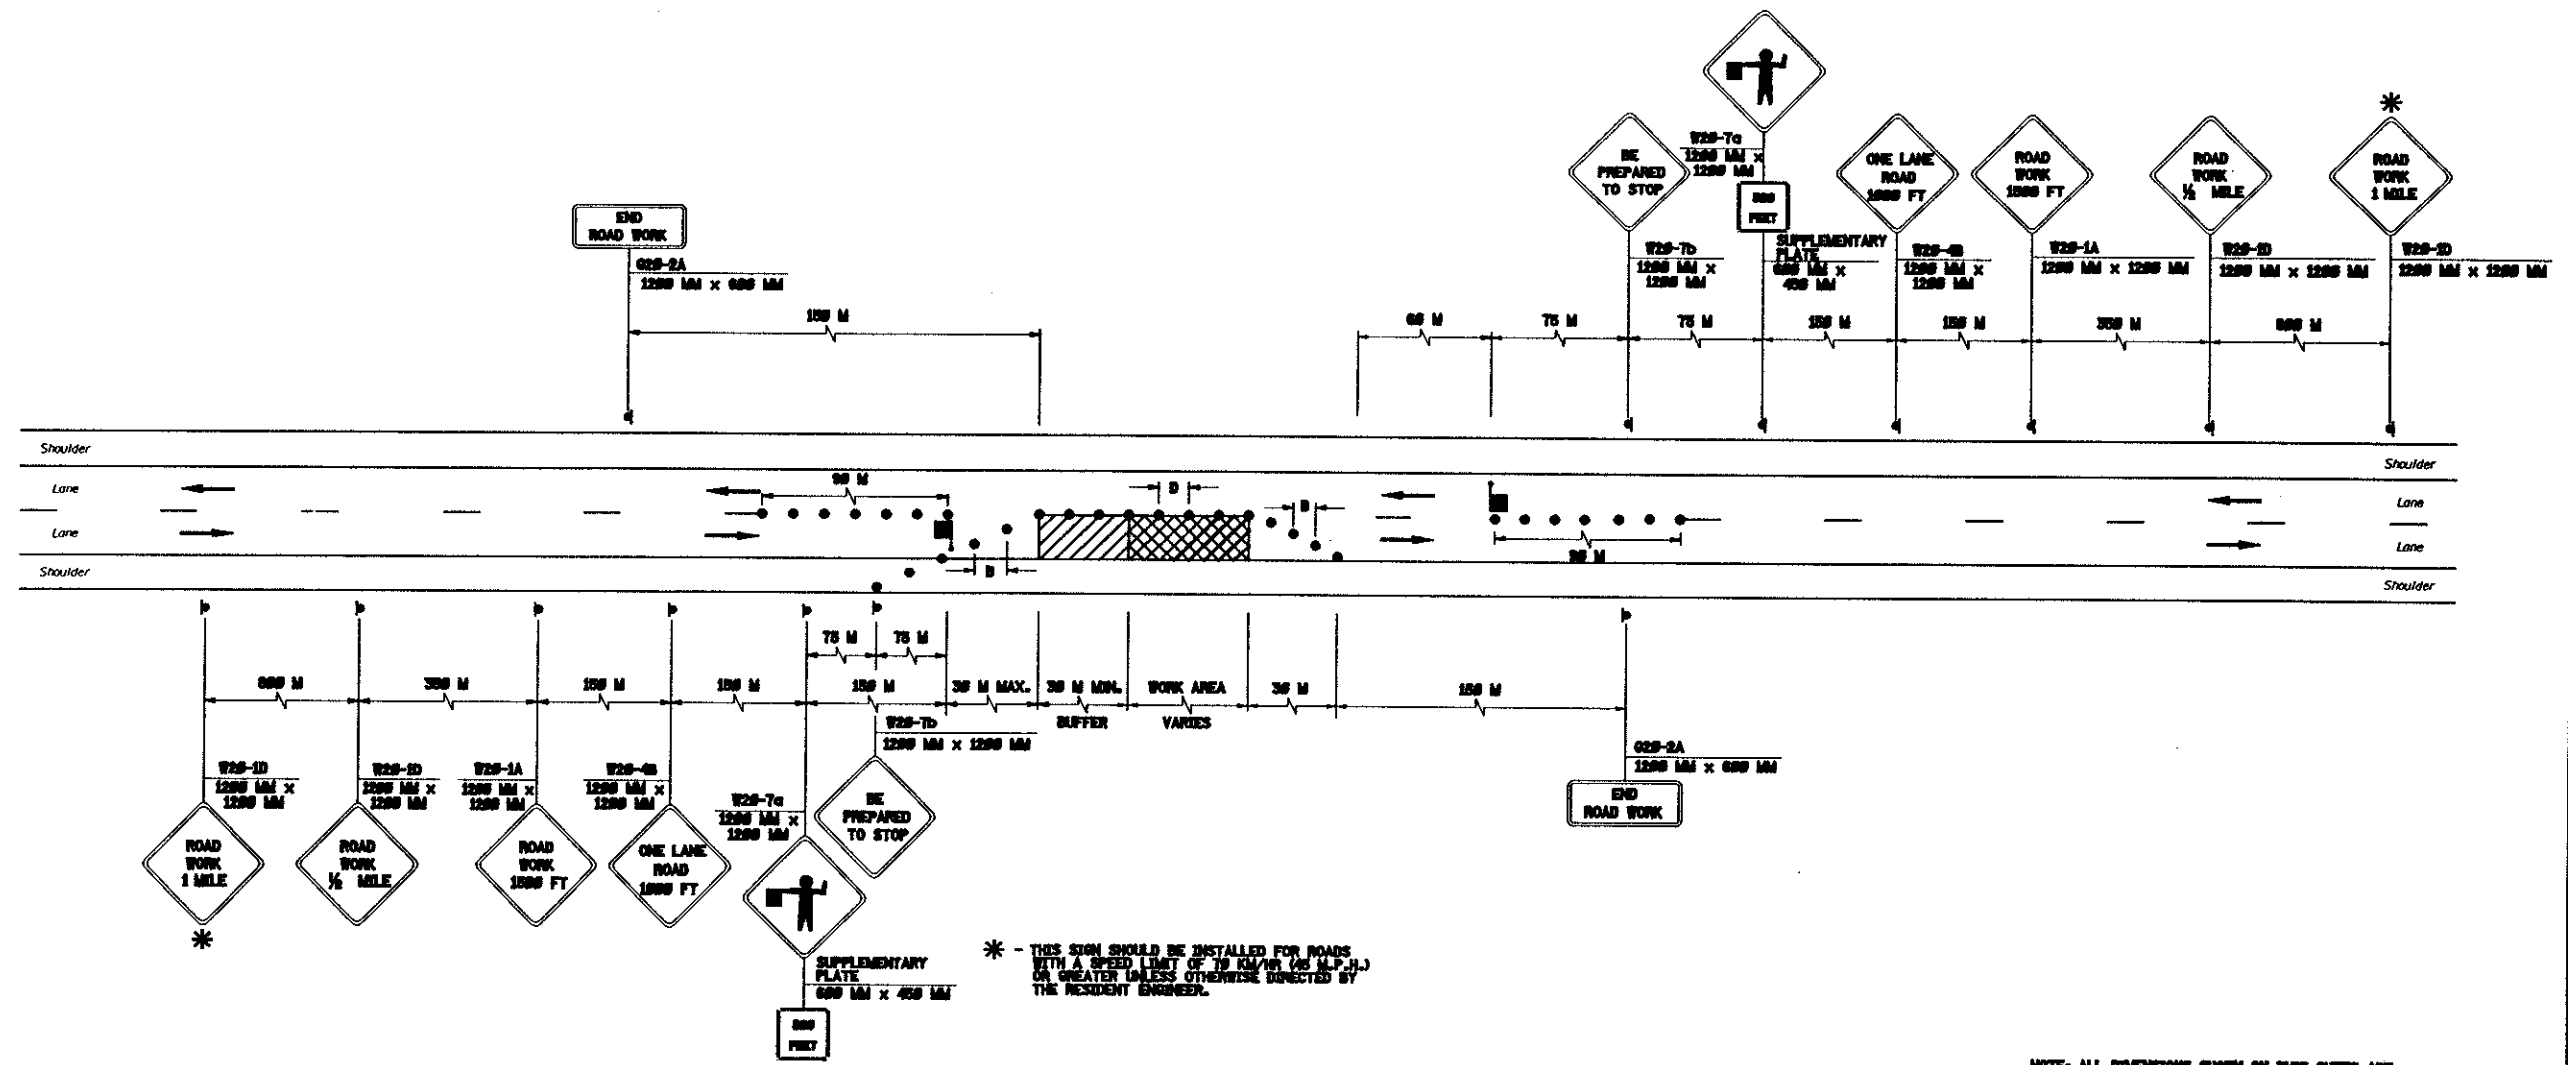 BE
PREPARED
TO STOP
W20-7b
1200 MM x
1200 MM
W20-7a
1200 MM x
1200 MM
500
FEET
SUPPLEMENTARY
PLATE
600 MM x
450 MM
ONE LANE
ROAD
1000 FT
W20-4B
1200 MM x
1200 MM
ROAD
WORK
1500 FT
W20-1A
1200 MM x 1200 MM
ROAD
WORK
½ MILE
W20-1D
1200 MM x 1200 MM
*
ROAD
WORK
1 MILE
W20-1D
1200 MM x 1200 MM
END
ROAD WORK
G20-2A
1200 MM x 600 MM
150 M
60 M
75 M
75 M
150 M
150 M
350 M
800 M
Shoulder
Shoulder
Lane
90 M
D
D
Lane
Lane
Lane
90 M
Shoulder
D
Shoulder
75 M
75 M
800 M
350 M
150 M
150 M
150 M
30 M MAX.
30 M MIN.
BUFFER
WORK AREA
VARIES
30 M
150 M
W20-7b
1200 MM x 1200 MM
BE
PREPARED
TO STOP
G20-2A
1200 MM x 600 MM
END
ROAD WORK
W20-1D
1200 MM x
1200 MM
ROAD
WORK
1 MILE
*
W20-1D
1200 MM x
1200 MM
ROAD
WORK
½ MILE
W20-1A
1200 MM x
1200 MM
ROAD
WORK
1500 FT
W20-4B
1200 MM x
1200 MM
ONE LANE
ROAD
1000 FT
W20-7a
1200 MM x
1200 MM
SUPPLEMENTARY
PLATE
600 MM x 450 MM
500
FEET
* - THIS SIGN SHOULD BE INSTALLED FOR ROADS
WITH A SPEED LIMIT OF 70 KM/HR (45 M.P.H.)
OR GREATER UNLESS OTHERWISE DIRECTED BY
THE RESIDENT ENGINEER.